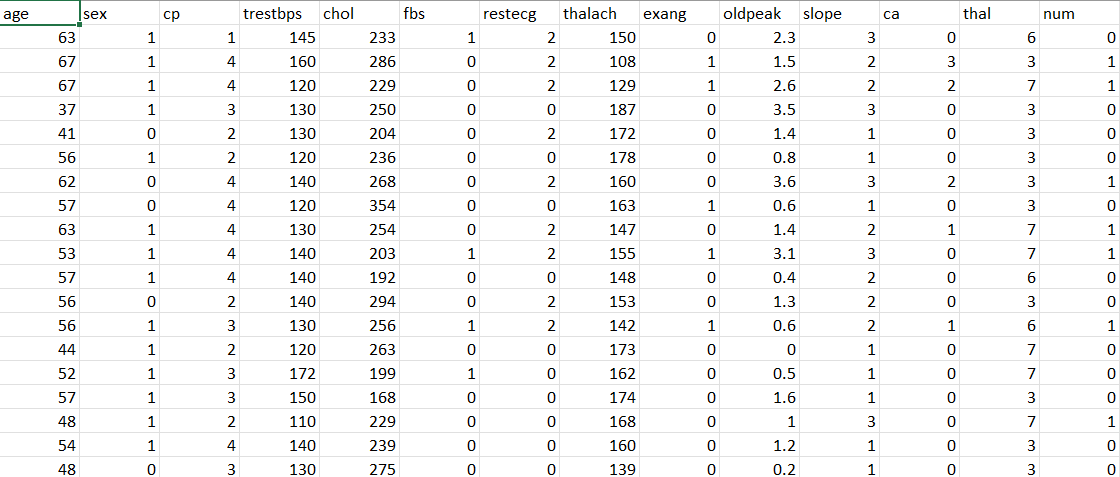 age sex cp trestbps chol fbs restecg thalach exang oldpeak slope ca thal num
63 1 1 145 233 1 2 150 0 2.3 3 0 6 0
67 1 4 160 286 0 2 108 1 1.5 2 3 3 1
67 1 4 120 229 0 2 129 1 2.6 2 2 7 1
37 1 3 130 250 0 0 187 0 3.5 3 0 3 0
41 0 2 130 204 0 2 172 0 1.4 1 0 3 0
56 1 2 120 236 0 0 178 0 0.8 1 0 3 0
62 0 4 140 268 0 2 160 0 3.6 3 2 3 1
57 0 4 120 354 0 0 163 1 0.6 1 0 3 0
63 1 4 130 254 0 2 147 0 1.4 2 1 7 1
53 1 4 140 203 1 2 155 1 3.1 3 0 7 1
57 1 4 140 192 0 0 148 0 0.4 2 0 6 0
56 0 2 140 294 0 2 153 0 1.3 2 0 3 0
56 1 3 130 256 1 2 142 1 0.6 2 1 6 1
44 1 2 120 263 0 0 173 0 0 1 0 7 0
52 1 3 172 199 1 0 162 0 0.5 1 0 7 0
57 1 3 150 168 0 0 174 0 1.6 1 0 3 0
48 1 2 110 229 0 0 168 0 1 3 0 7 1
54 1 4 140 239 0 0 160 0 1.2 1 0 3 0
48 0 3 130 275 0 0 139 0 0.2 1 0 3 0